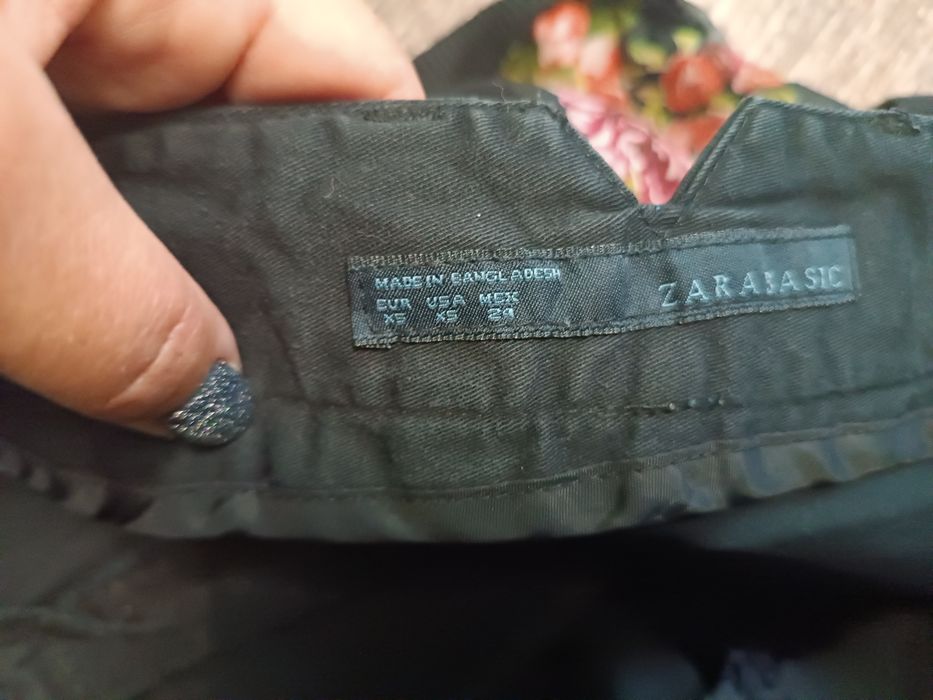 MADE IN BANGLADESH
EUR USA MEX
XS XS 24
ZARA BASIC